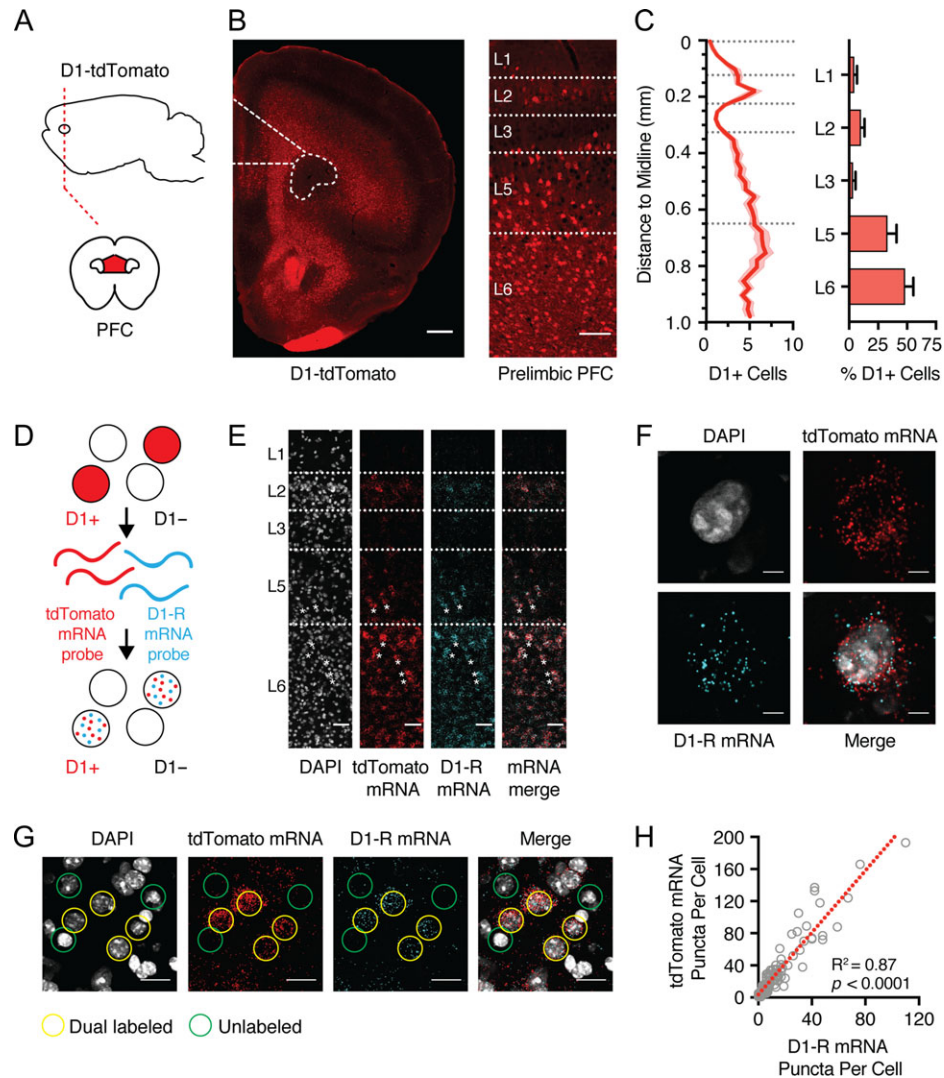 A
D1-tdTomato
PFC
B
L1
L2
L3
L5
L6
D1-tdTomato
Prelimbic PFC
C
Distance to Midline (mm)
0
0.2
0.4
0.6
0.8
1.0
0
5
10
D1+ Cells
L1
L2
L3
L5
L6
0
25
50
75
% D1+ Cells
D
D1+
D1−
tdTomato
mRNA
probe
D1-R
mRNA
probe
D1+
D1−
E
L1
L2
L3
L5
L6
DAPI
tdTomato
mRNA
D1-R
mRNA
mRNA
merge
F
DAPI
tdTomato mRNA
D1-R mRNA
Merge
G
DAPI
tdTomato mRNA
D1-R mRNA
Merge
Dual labeled
Unlabeled
H
tdTomato mRNA
Puncta Per Cell
200
160
120
80
40
0
R² = 0.87
p < 0.0001
0
40
80
120
D1-R mRNA
Puncta Per Cell